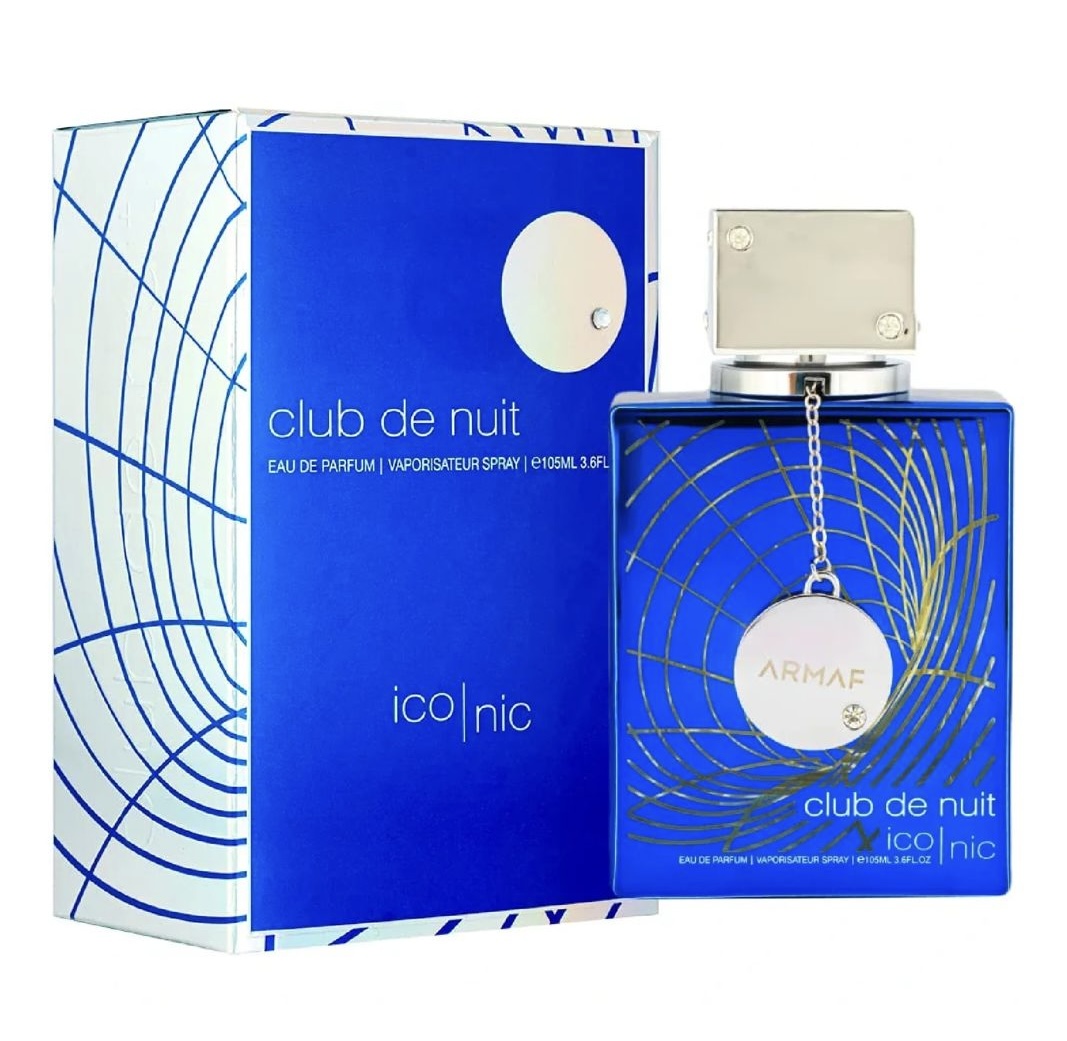 club de nuit
EAU DE PARFUM | VAPORISATEUR SPRAY | ℮105ML 3.6FL
ico|nic
ARMAF
club de nuit
ico|nic
EAU DE PARFUM | VAPORISATEUR SPRAY | ℮105ML 3.6FL.OZ